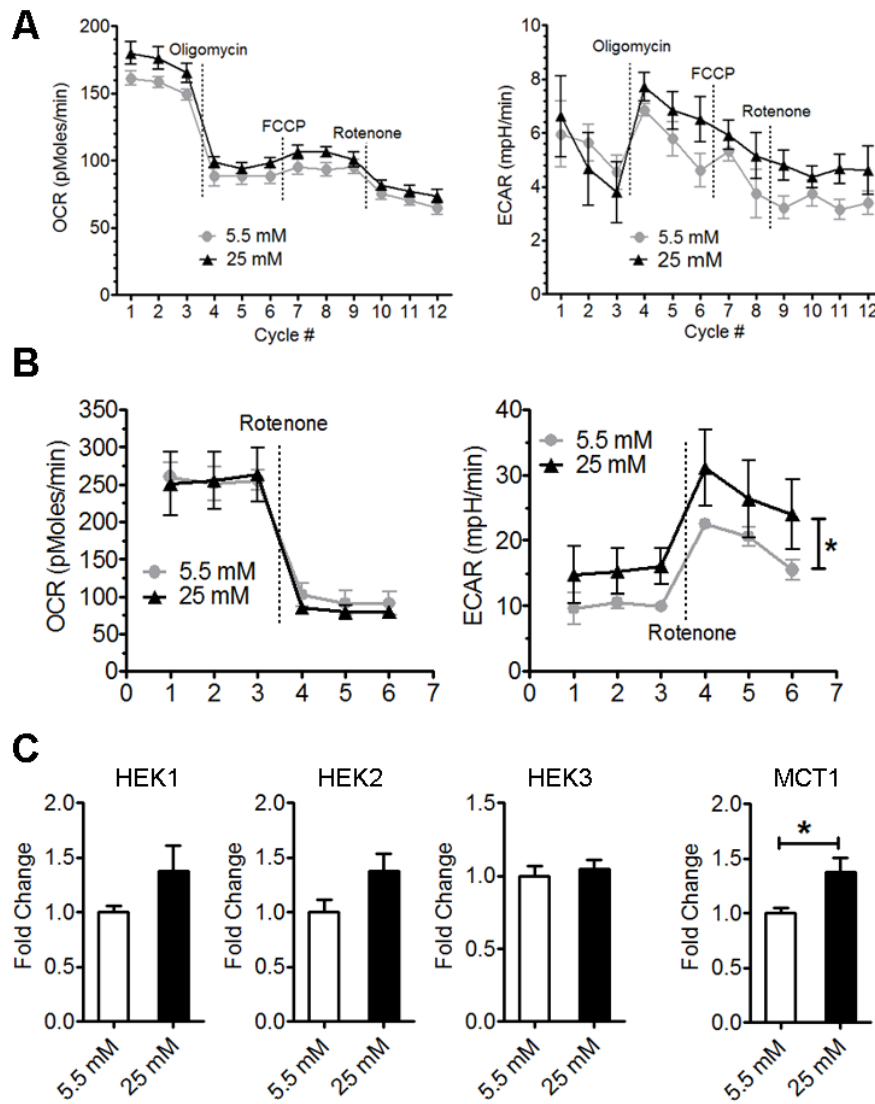 A
OCR (pMoles/min)
200
150
100
50
0
Oligomycin
FCCP
Rotenone
5.5 mM
25 mM
1 2 3 4 5 6 7 8 9 10 11 12
Cycle #
ECAR (mpH/min)
10
8
6
4
2
0
Oligomycin
FCCP
Rotenone
5.5 mM
25 mM
1 2 3 4 5 6 7 8 9 10 11 12
Cycle #
B
OCR (pMoles/min)
350
300
250
200
150
100
50
0
Rotenone
5.5 mM
25 mM
0 1 2 3 4 5 6 7
ECAR (mpH/min)
40
30
20
10
0
5.5 mM
25 mM
*
Rotenone
0 1 2 3 4 5 6 7
C
HEK1
Fold Change
2.0
1.5
1.0
0.5
0.0
5.5 mM
25 mM
HEK2
Fold Change
2.0
1.5
1.0
0.5
0.0
5.5 mM
25 mM
HEK3
Fold Change
1.5
1.0
0.5
0.0
5.5 mM
25 mM
MCT1
Fold Change
2.0
1.5
1.0
0.5
0.0
*
5.5 mM
25 mM